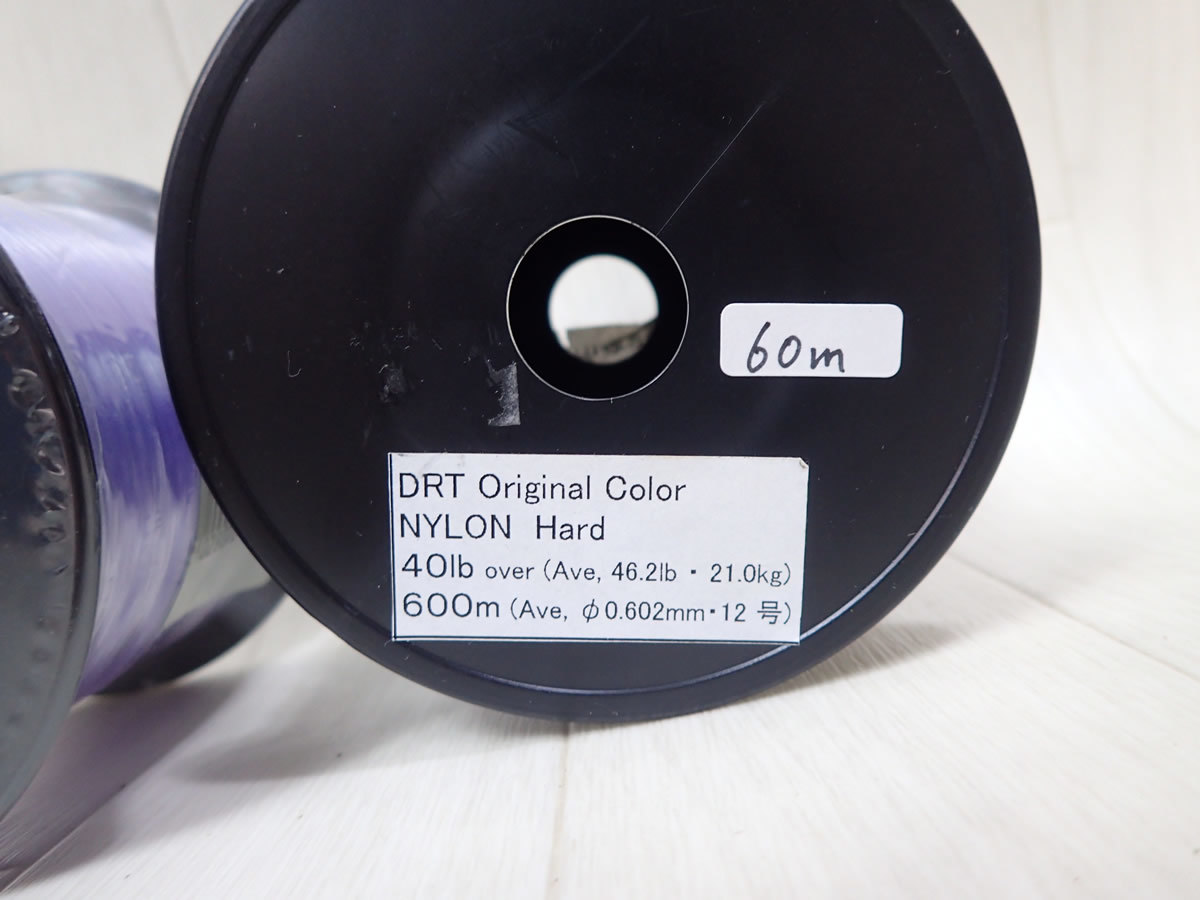 60m
DRT Original Color
NYLON Hard
40lb over (Ave, 46.2lb・21.0kg)
600m (Ave, φ0.602mm・12 号)